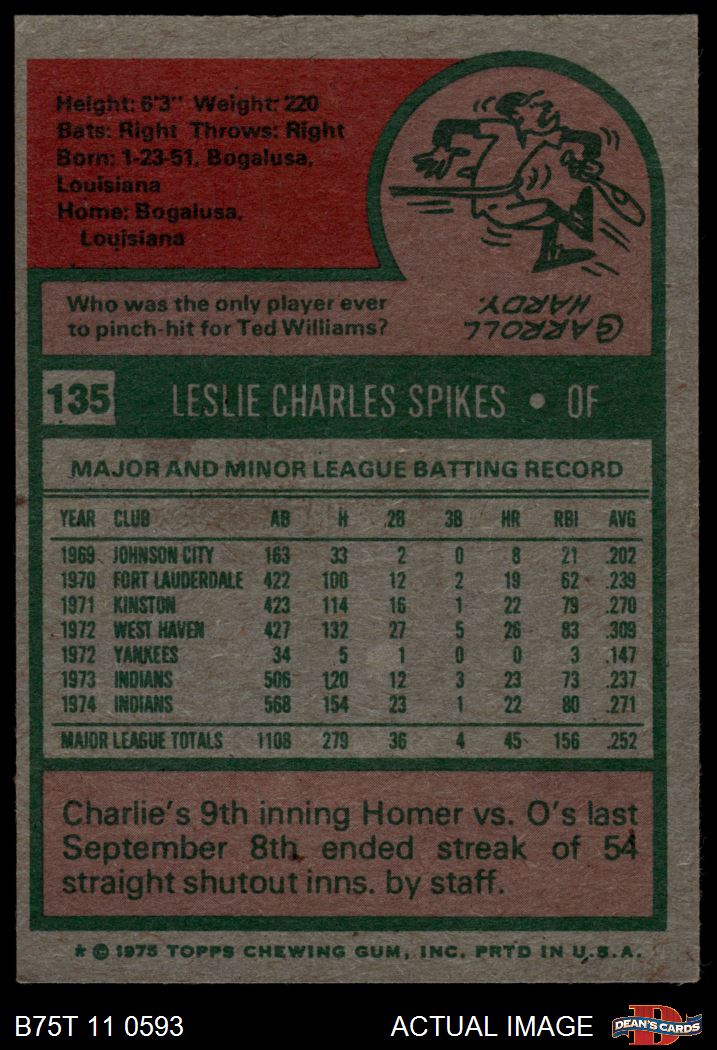 Height: 6'3" Weight: 220
Bats: Right Throws: Right
Born: 1-23-51, Bogalusa,
Louisiana
Home: Bogalusa,
Louisiana
Who was the only player ever
to pinch-hit for Ted Williams?
CARROLL
HARDY.
135 LESLIE CHARLES SPIKES • OF
MAJOR AND MINOR LEAGUE BATTING RECORD
YEAR CLUB AB H 2B 3B HR RBI AVG
1969 JOHNSON CITY 163 33 2 0 8 21 .202
1970 FORT LAUDERDALE 422 100 12 2 19 62 .239
1971 KINSTON 423 114 16 1 22 79 .270
1972 WEST HAVEN 427 132 27 5 26 83 .309
1972 YANKEES 34 5 1 0 0 3 .147
1973 INDIANS 506 120 12 3 23 73 .237
1974 INDIANS 568 154 23 1 22 80 .271
MAJOR LEAGUE TOTALS 1108 279 36 4 45 156 .252
Charlie's 9th inning Homer vs. O's last
September 8th ended streak of 54
straight shutout inns. by staff.
* © 1975 TOPPS CHEWING GUM, INC. PRTD IN U.S.A.
B75T 11 0593 ACTUAL IMAGE D DEAN'S CARDS